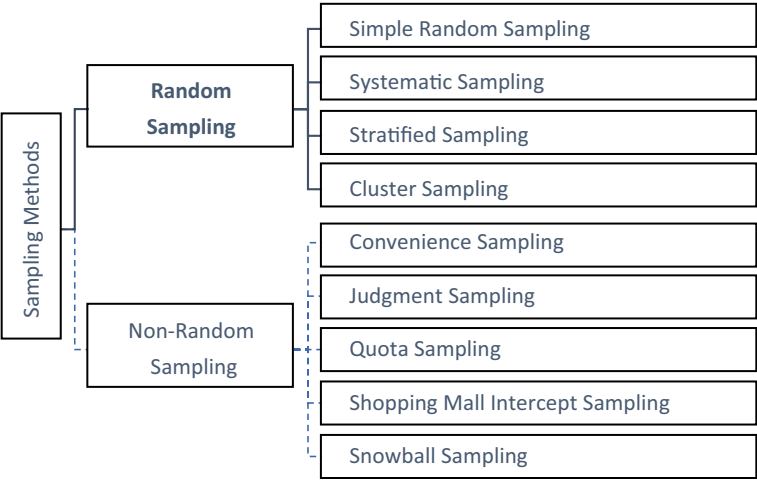 Sampling Methods
Random
Sampling
Simple Random Sampling
Systematic Sampling
Stratified Sampling
Cluster Sampling
Non-Random
Sampling
Convenience Sampling
Judgment Sampling
Quota Sampling
Shopping Mall Intercept Sampling
Snowball Sampling